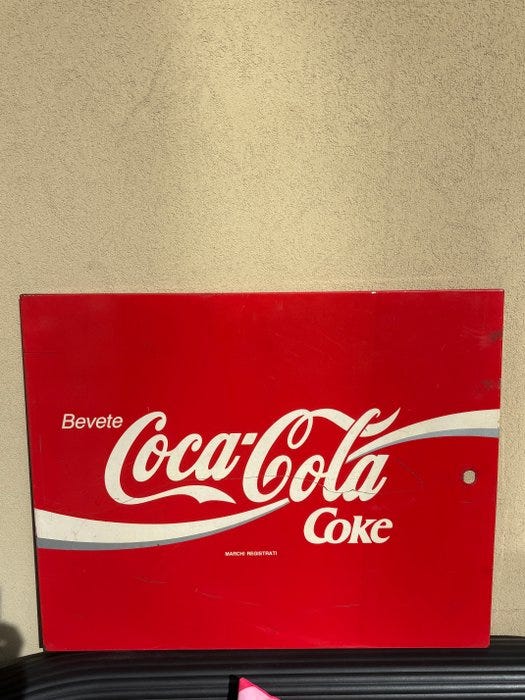 Bevete
Coca-Cola
Coke
MARCHI REGISTRATI